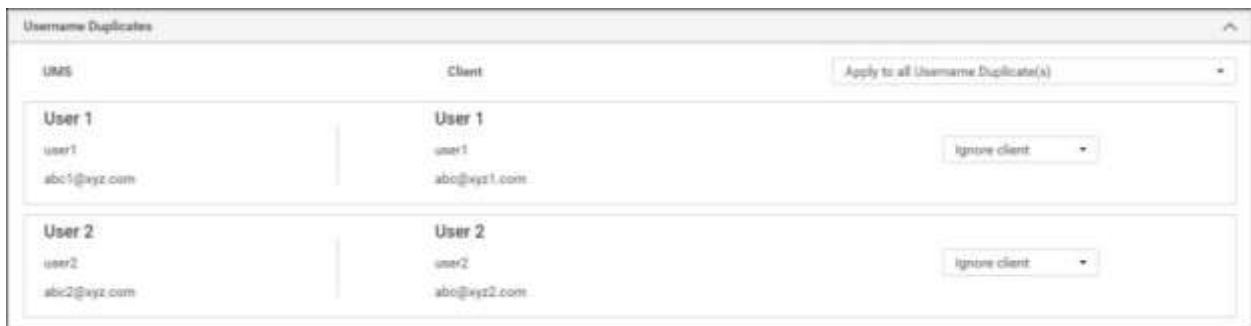 Username Duplicates
UMS Client Apply to all Username Duplicate(s)
User 1 User 1
user1 user1 Ignore client
abc1@xyz.com abc@xyz1.com
User 2 User 2
user2 user2 Ignore client
abc2@xyz.com abc@xyz2.com